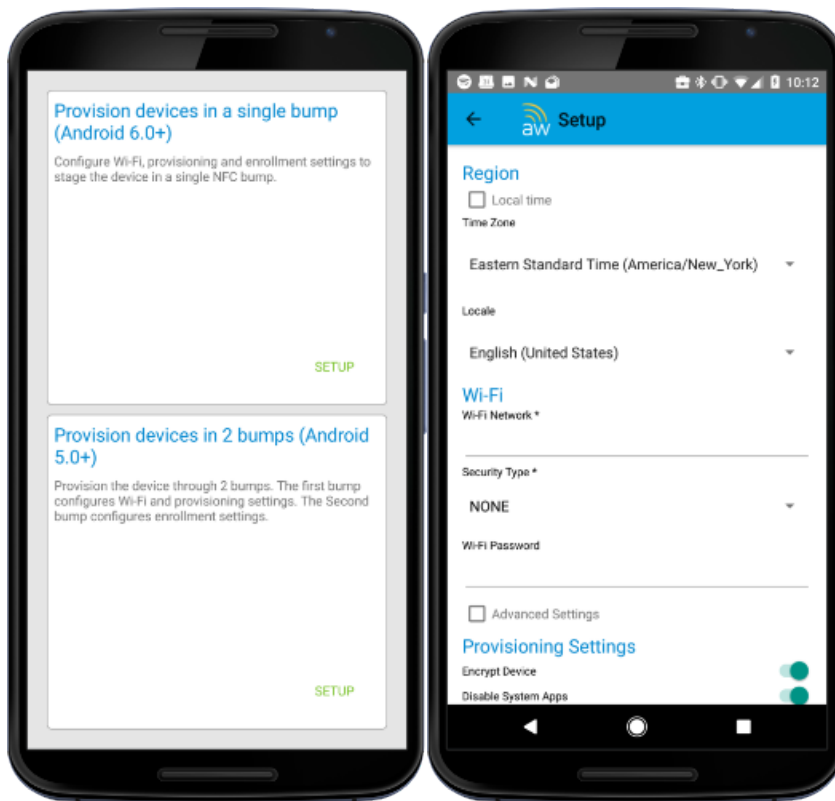 Provision devices in a single bump
(Android 6.0+)
Configure Wi-Fi, provisioning and enrollment settings to
stage the device in a single NFC bump.
SETUP
Provision devices in 2 bumps (Android
5.0+)
Provision the device through 2 bumps. The first bump
configures Wi-Fi and provisioning settings. The Second
bump configures enrollment settings.
SETUP
10:12
aw Setup
Region
Local time
Time Zone
Eastern Standard Time (America/New_York)
Locale
English (United States)
Wi-Fi
Wi-Fi Network *
Security Type *
NONE
Wi-Fi Password
Advanced Settings
Provisioning Settings
Encrypt Device
Disable System Apps